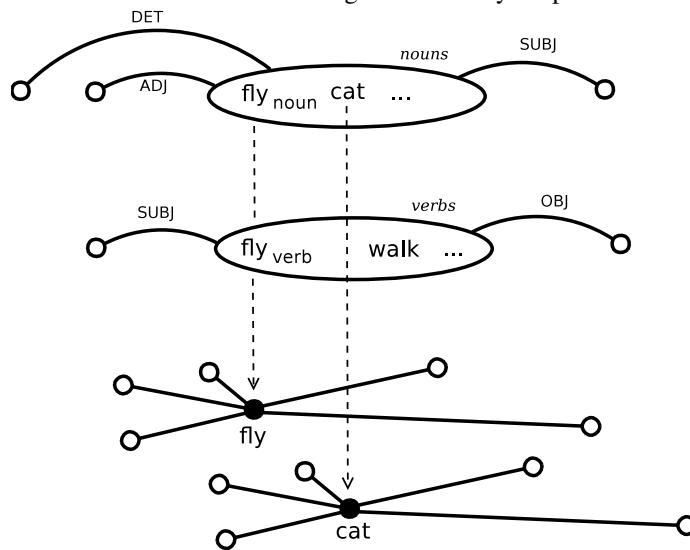 DET
nouns
SUBJ
ADJ
fly noun cat ...
verbs
OBJ
SUBJ
fly verb walk ...
fly
cat